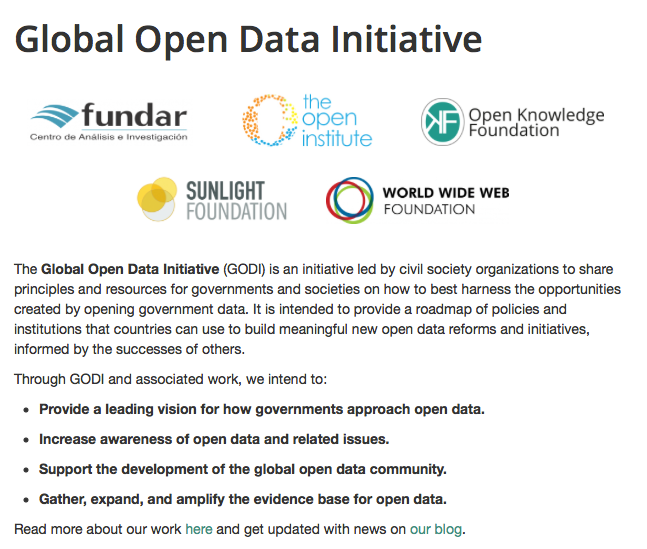 Global Open Data Initiative
fundar
Centro de Análisis e Investigación
the
open
institute
KF
Open Knowledge
Foundation
SUNLIGHT
FOUNDATION
WORLD WIDE WEB
FOUNDATION
The Global Open Data Initiative (GODI) is an initiative led by civil society organizations to share
principles and resources for governments and societies on how to best harness the opportunities
created by opening government data. It is intended to provide a roadmap of policies and
institutions that countries can use to build meaningful new open data reforms and initiatives,
informed by the successes of others.
Through GODI and associated work, we intend to:
• Provide a leading vision for how governments approach open data.
• Increase awareness of open data and related issues.
• Support the development of the global open data community.
• Gather, expand, and amplify the evidence base for open data.
Read more about our work here and get updated with news on our blog.